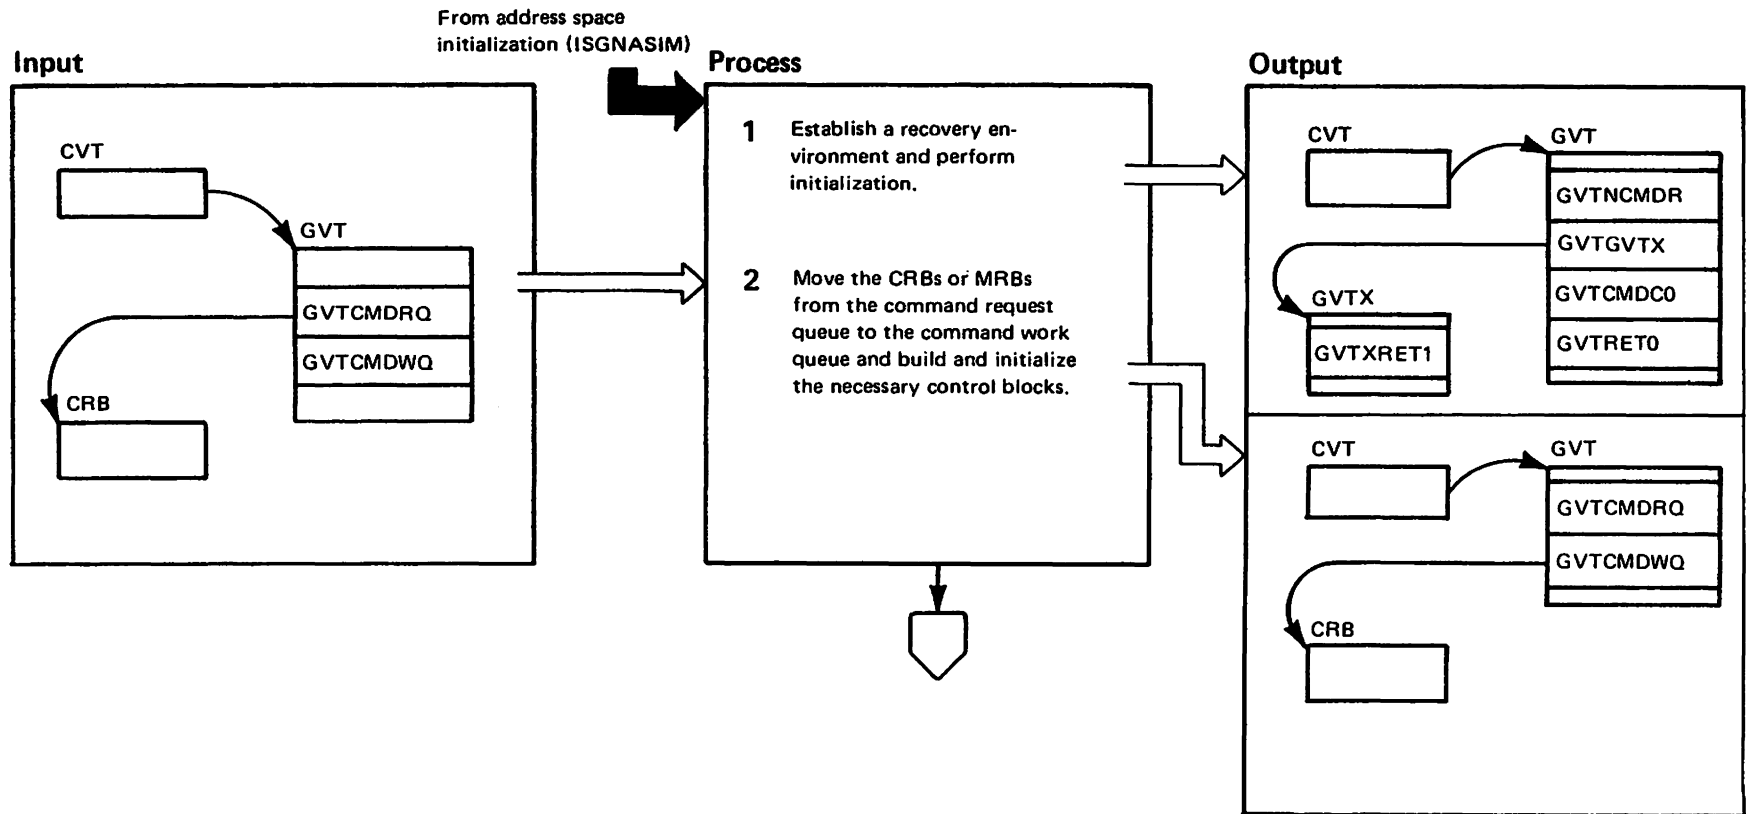 From address space
initialization (ISGNASIM)
Input
CVT
GVT
GVTCMDRQ
GVTCMDWQ
CRB
Process
1 Establish a recovery en-
vironment and perform
initialization.
2 Move the CRBs or MRBs
from the command request
queue to the command work
queue and build and initialize
the necessary control blocks.
Output
CVT
GVT
GVTNCMDR
GVTGVTX
GVTCMDC0
GVTRET0
GVTX
GVTXRET1
CVT
GVT
GVTCMDRQ
GVTCMDWQ
CRB